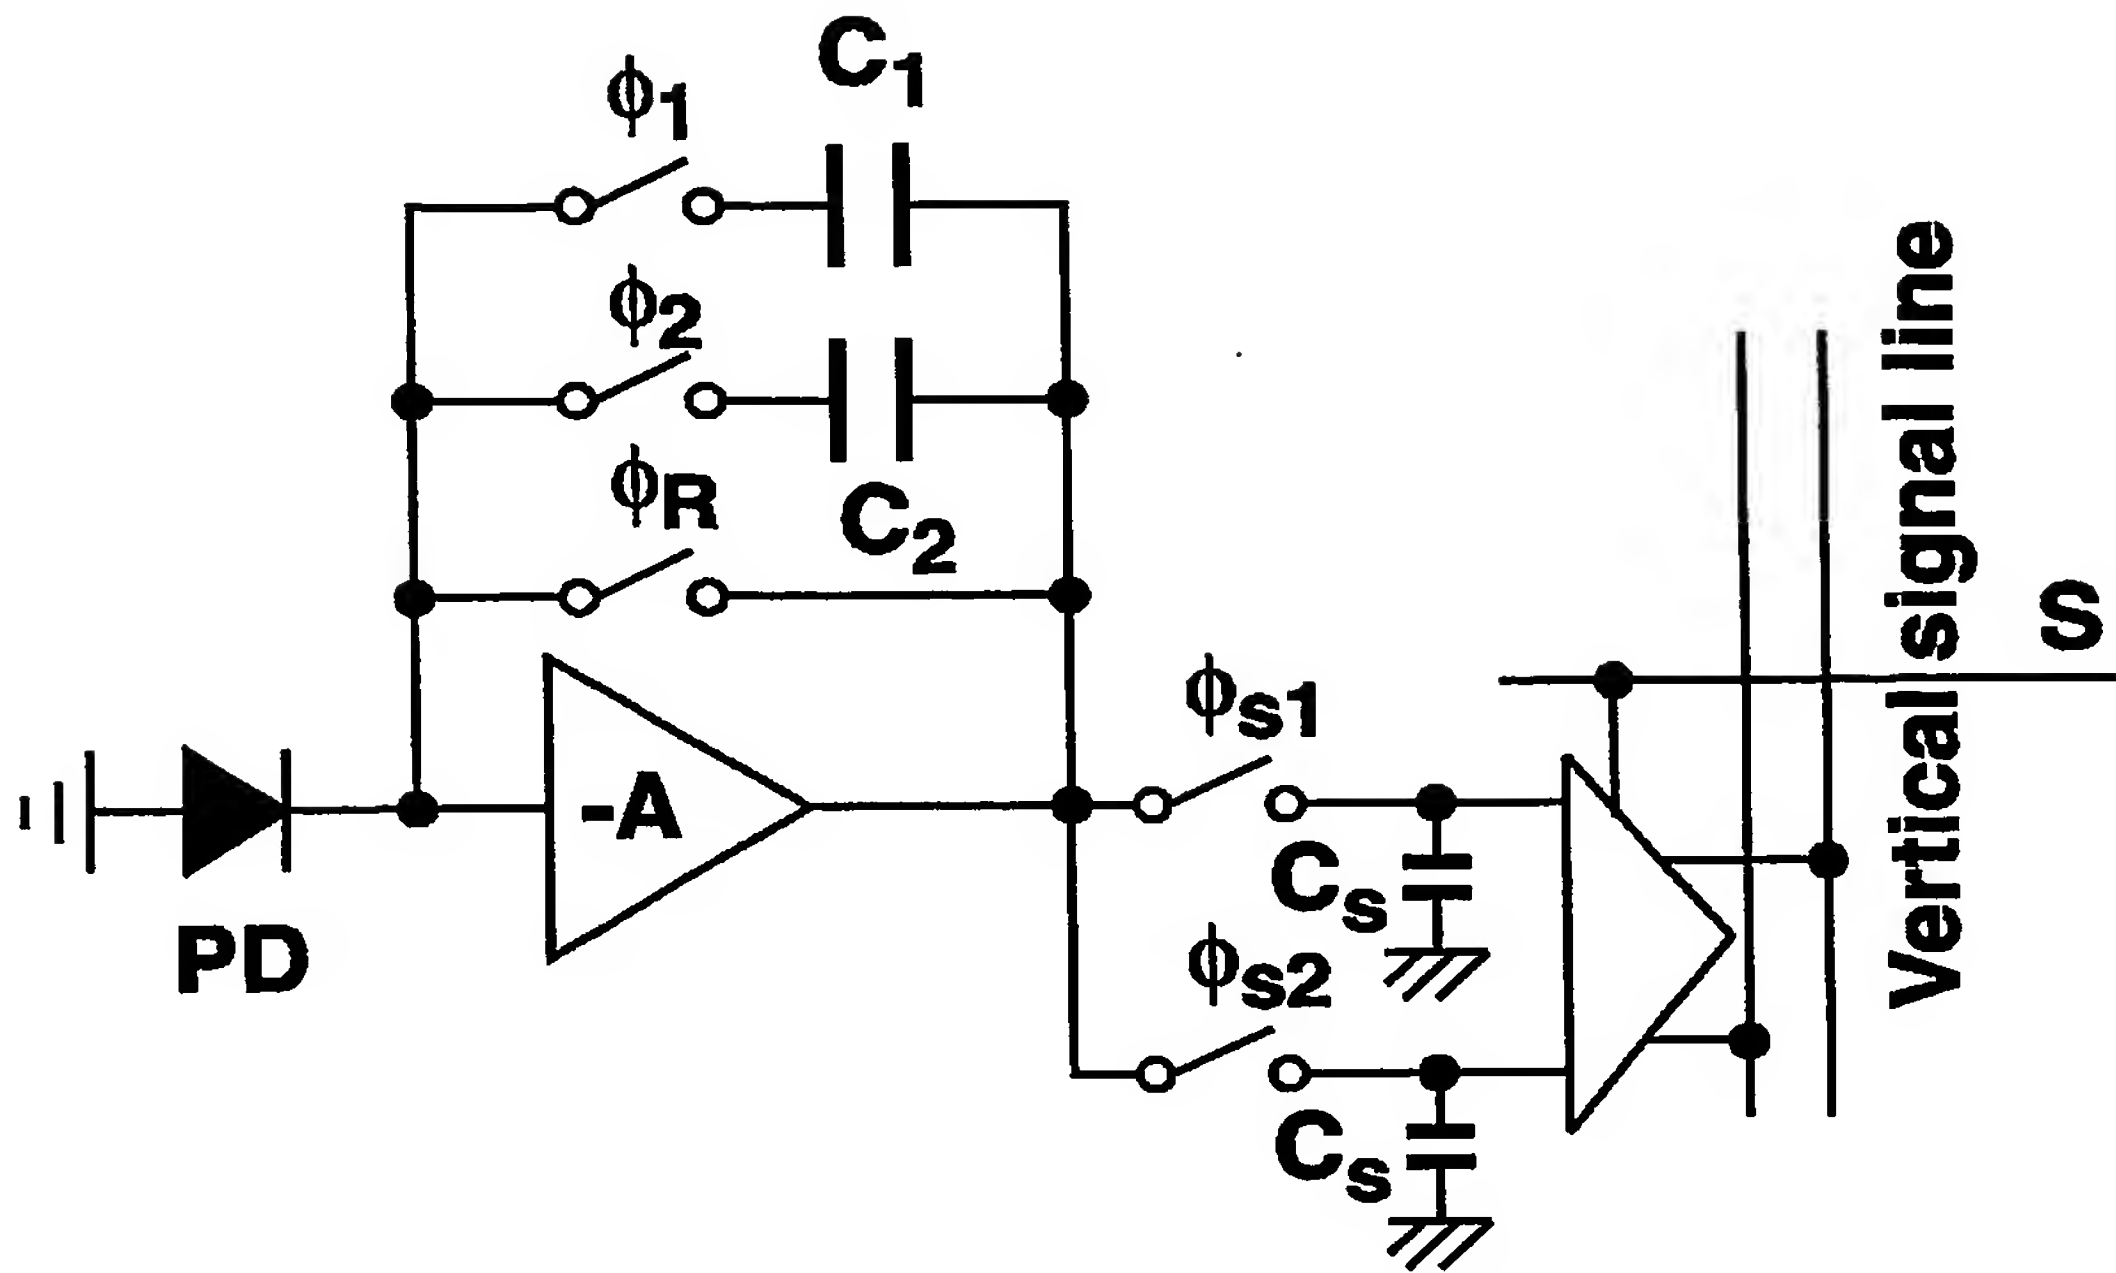 C1
ϕ1
ϕ2
ϕR
C2
-A
PD
ϕs1
Cs
ϕs2
Cs
S
Vertical signal line